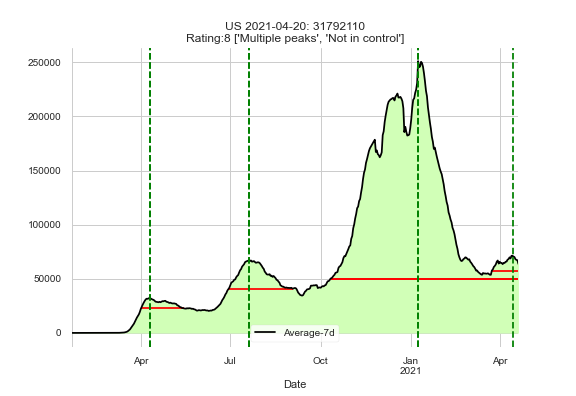 US 2021-04-20: 31792110
Rating:8 ['Multiple peaks', 'Not in control']
250000
200000
150000
100000
50000
0
Average-7d
Apr
Jul
Oct
Jan
2021
Apr
Date